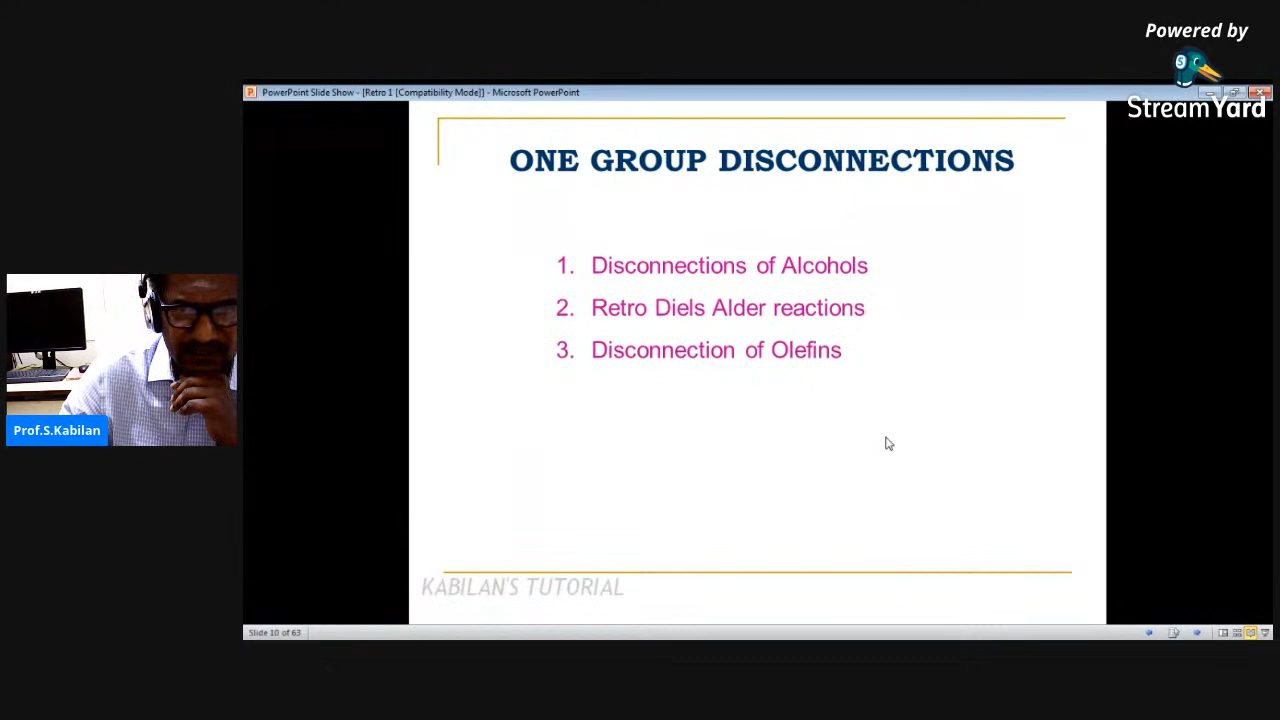 Powered by
StreamYard
PowerPoint Slide Show - [Retro 1 [Compatibility Mode]] - Microsoft PowerPoint
ONE GROUP DISCONNECTIONS
1. Disconnections of Alcohols
2. Retro Diels Alder reactions
3. Disconnection of Olefins
Prof.S.Kabilan
KABILAN'S TUTORIAL
Slide 10 of 63